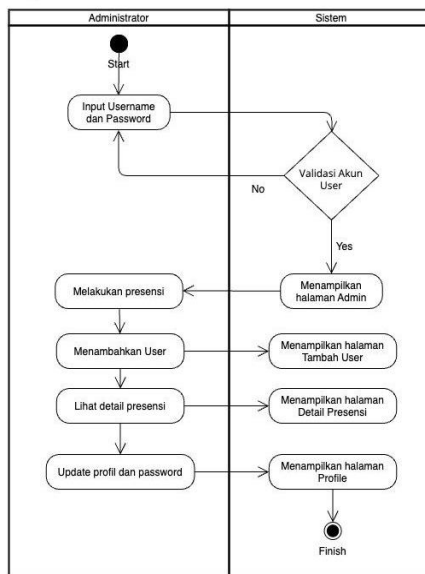 Administrator
Sistem
Start
Input Username
dan Password
Validasi Akun
User
No
Yes
Melakukan presensi
Menampilkan
halaman Admin
Menambahkan User
Menampilkan halaman
Tambah User
Lihat detail presensi
Menampilkan halaman
Detail Presensi
Update profil dan password
Menampilkan halaman
Profile
Finish